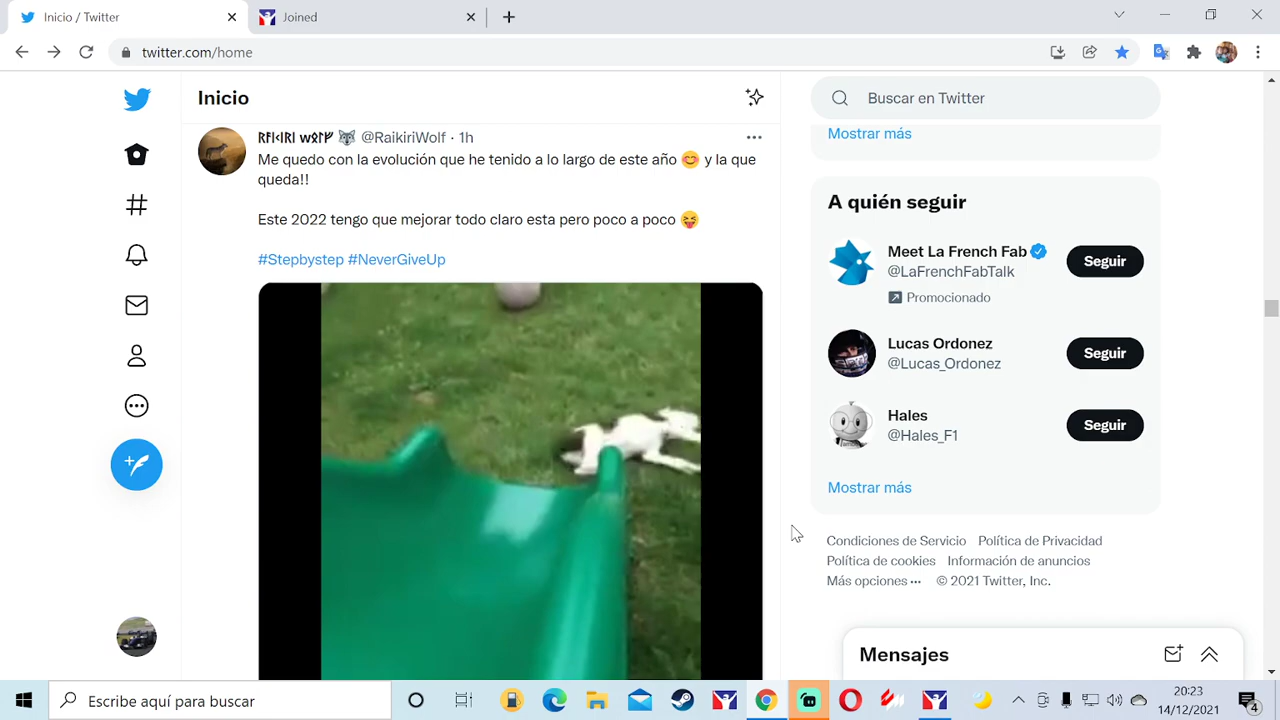 Inicio / Twitter
Joined
twitter.com/home
Inicio
Buscar en Twitter
Mostrar más
ᚱᚨᛁᚲᛁᚱᛁ ᴡᛟᛚᚠ 🐺 @RaikiriWolf · 1h
Me quedo con la evolución que he tenido a lo largo de este año 😊 y la que
queda!!
Este 2022 tengo que mejorar todo claro esta pero poco a poco 😝
#Stepbystep #NeverGiveUp
A quién seguir
Meet La French Fab
@LaFrenchFabTalk
Promocionado
Seguir
Lucas Ordonez
@Lucas_Ordonez
Seguir
Hales
@Hales_F1
Seguir
Mostrar más
Condiciones de Servicio Política de Privacidad
Política de cookies Información de anuncios
Más opciones ··· © 2021 Twitter, Inc.
Mensajes
Escribe aquí para buscar
20:23
14/12/2021
4